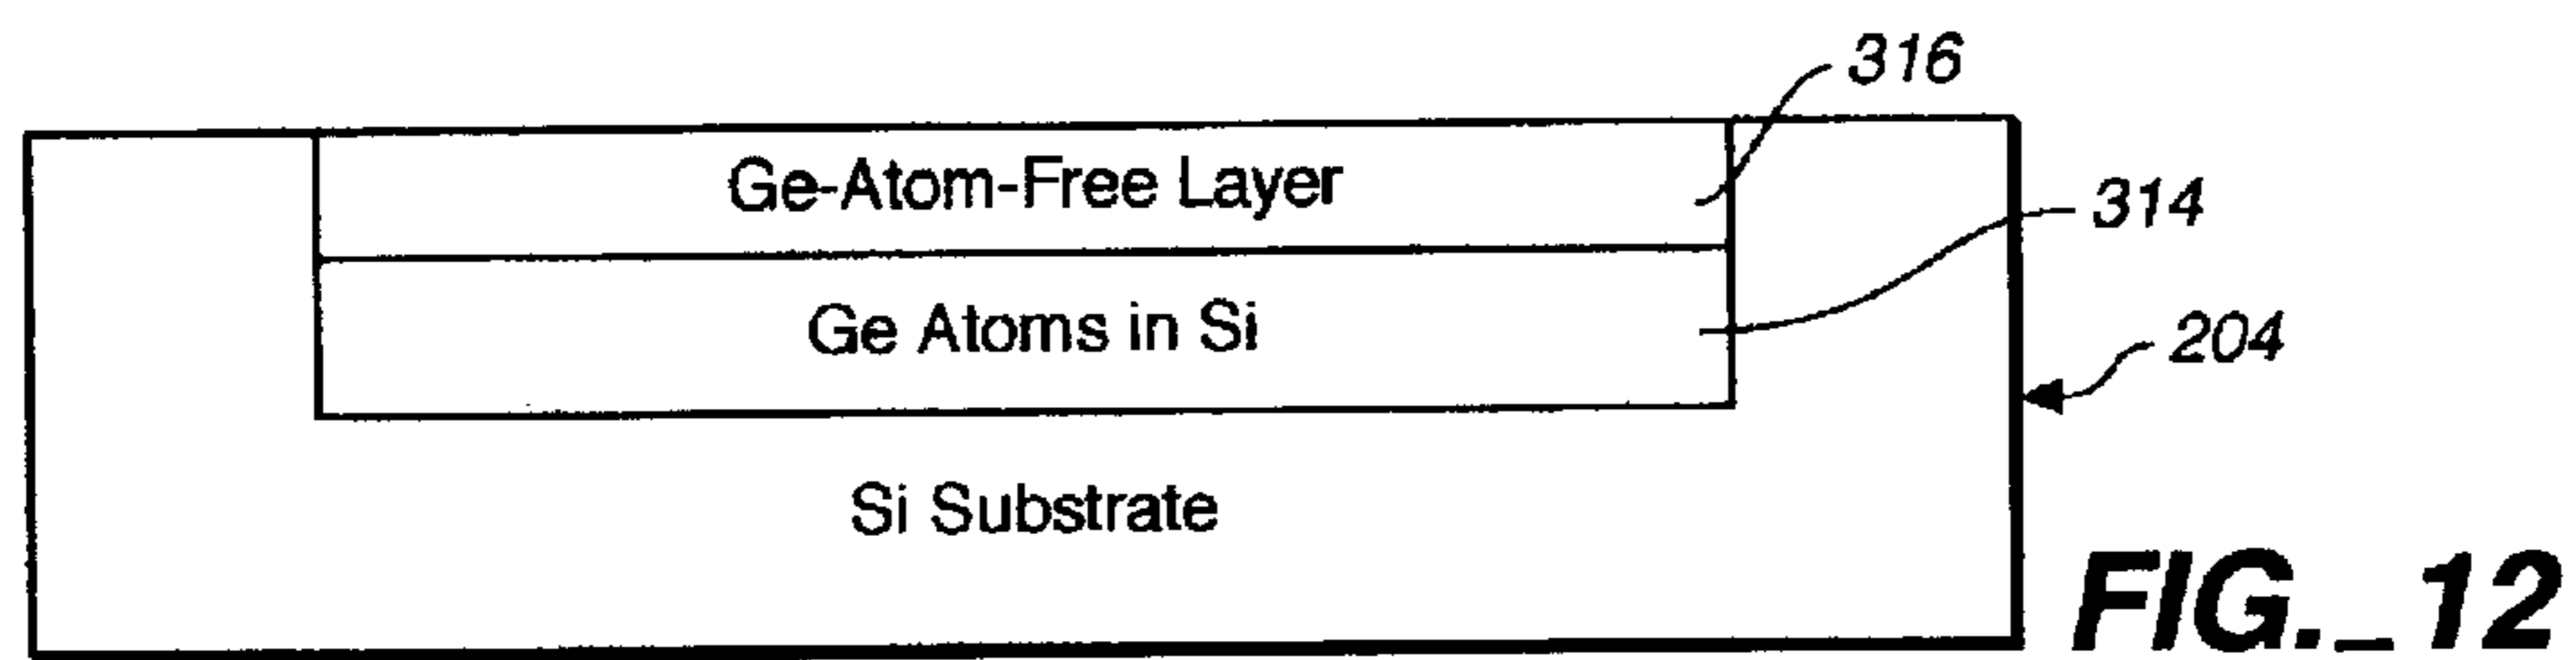 316
Ge-Atom-Free Layer
314
Ge Atoms in Si
204
Si Substrate
FIG._12